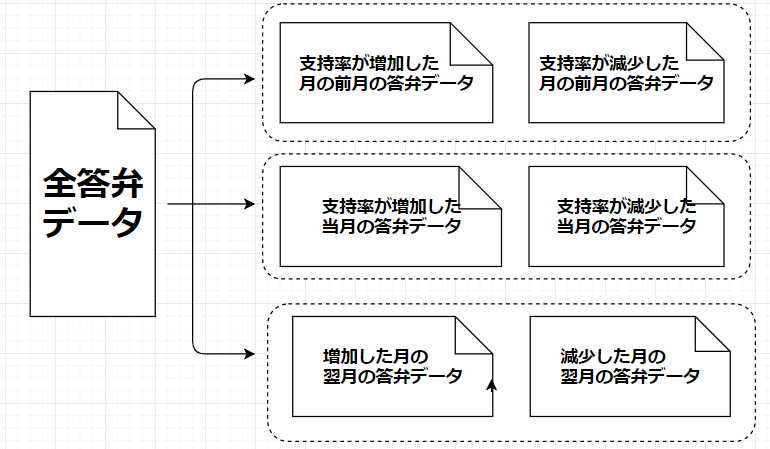 全答弁
データ
支持率が増加した
月の前月の答弁データ
支持率が減少した
月の前月の答弁データ
支持率が増加した
当月の答弁データ
支持率が減少した
当月の答弁データ
増加した月の
翌月の答弁データ
減少した月の
翌月の答弁データ